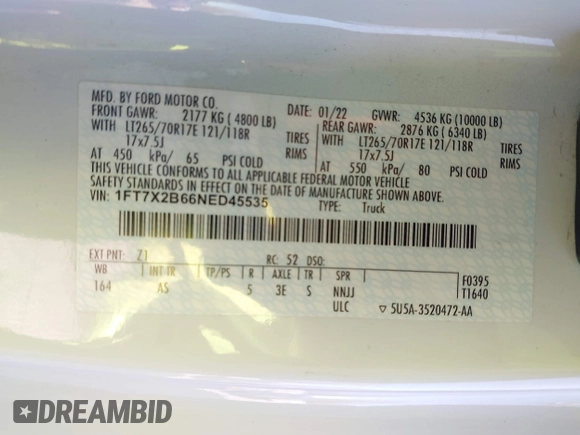 MFD. BY FORD MOTOR CO.
DATE: 01/22 GVWR: 4536 KG (10000 LB)
FRONT GAWR: 2177 KG ( 4800 LB)
REAR GAWR: 2876 KG ( 6340 LB)
WITH LT265/70R17E 121/118R TIRES
WITH LT265/70R17E 121/118R TIRES
17x7.5J RIMS
17x7.5J RIMS
AT 450 kPa/ 65 PSI COLD
AT 550 kPa/ 80 PSI COLD
THIS VEHICLE CONFORMS TO ALL APPLICABLE FEDERAL MOTOR VEHICLE
SAFETY STANDARDS IN EFFECT ON THE DATE OF MANUFACTURE SHOWN ABOVE.
VIN: 1FT7X2B66NED45535 TYPE: Truck
EXT PNT: Z1 RC: 52 DSO:
WB INT TR TP/PS R AXLE TR SPR F0395
164 AS 5 3E S NNJJ T1640
ULC ▽ 5U5A-3520472-AA
DREAMBID